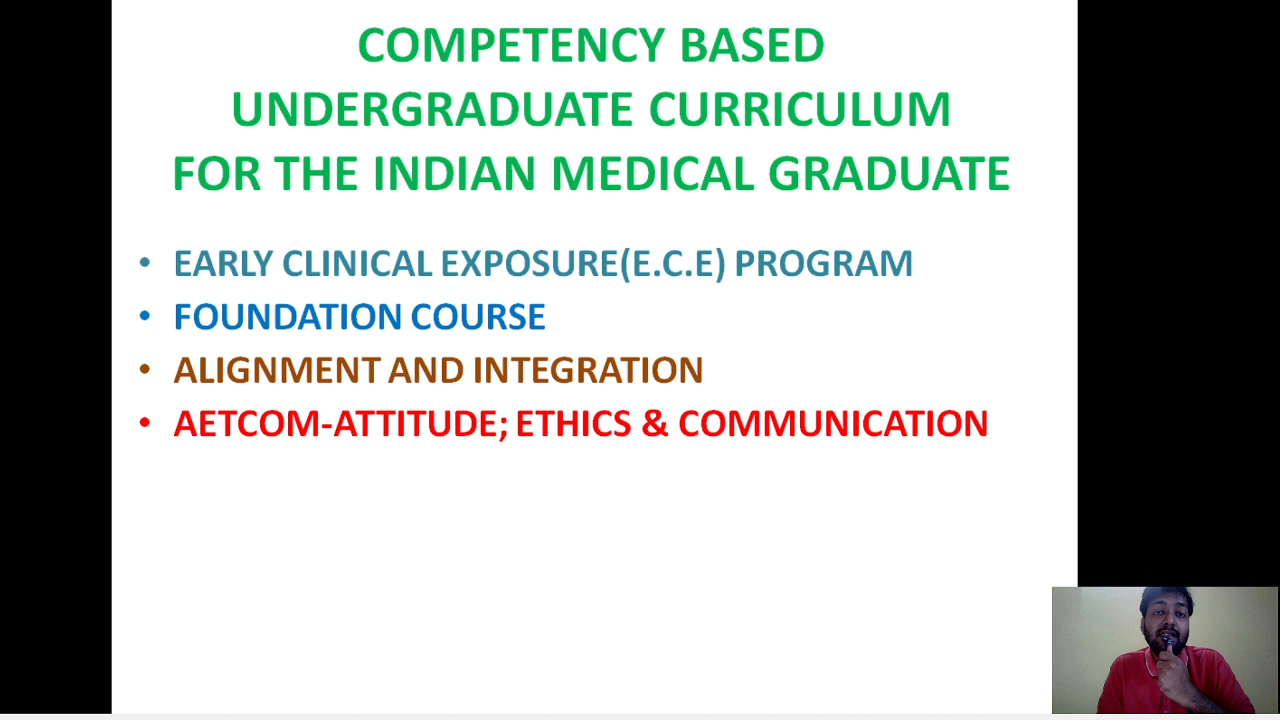 COMPETENCY BASED
UNDERGRADUATE CURRICULUM
FOR THE INDIAN MEDICAL GRADUATE
• EARLY CLINICAL EXPOSURE(E.C.E) PROGRAM
• FOUNDATION COURSE
• ALIGNMENT AND INTEGRATION
• AETCOM-ATTITUDE; ETHICS & COMMUNICATION